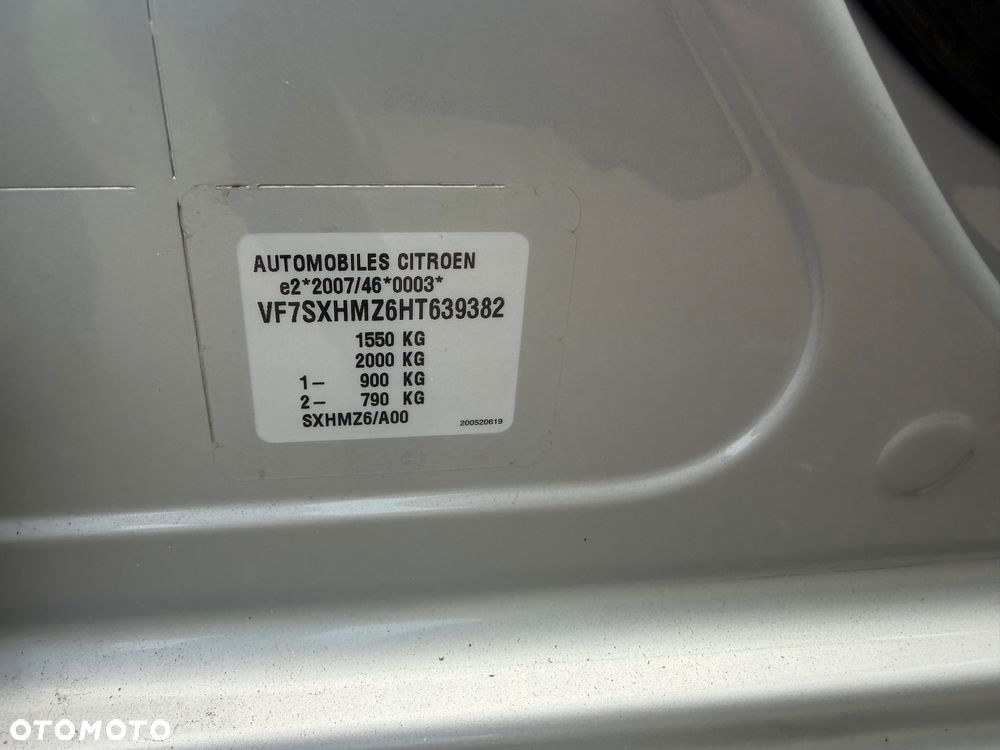 AUTOMOBILES CITROEN
e2*2007/46*0003*
VF7SXHMZ6HT639382
1550 KG
2000 KG
1– 900 KG
2– 790 KG
SXHMZ6/A00
200520619
OTOMOTO